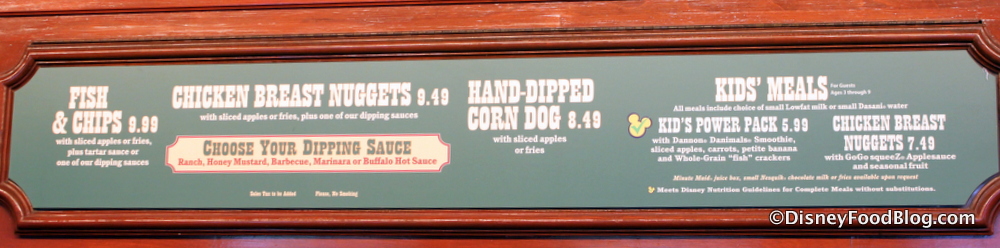 FISH
& CHIPS 9.99
with sliced apples or fries,
plus tartar sauce or
one of our dipping sauces
CHICKEN BREAST NUGGETS 9.49
with sliced apples or fries, plus one of our dipping sauces
CHOOSE YOUR DIPPING SAUCE
Ranch, Honey Mustard, Barbecue, Marinara or Buffalo Hot Sauce
Sales Tax to be Added Please, No Smoking
HAND-DIPPED
CORN DOG 8.49
with sliced apples
or fries
KIDS' MEALS
For Guests
Ages 3 through 9
All meals include choice of small Lowfat milk or small Dasani® water
KID'S POWER PACK 5.99
with Dannon® Danimals® Smoothie,
sliced apples, carrots, petite banana
and Whole-Grain "fish" crackers
CHICKEN BREAST
NUGGETS 7.49
with GoGo squeeZ® Applesauce
and seasonal fruit
Minute Maid® juice box, small Nesquik® chocolate milk or fries available upon request
Meets Disney Nutrition Guidelines for Complete Meals without substitutions.
©DisneyFoodBlog.com